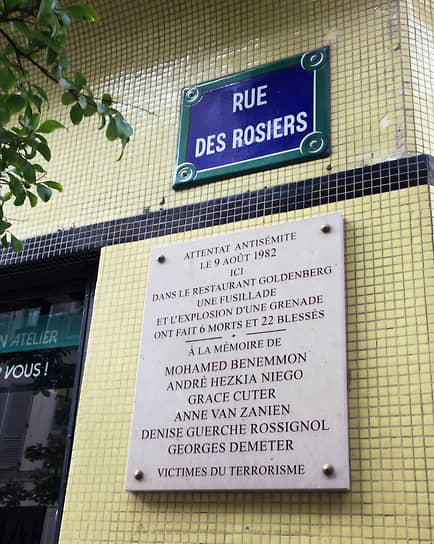 RUE
DES ROSIERS
ATTENTAT ANTISÉMITE
LE 9 AOÛT 1982
ICI
DANS LE RESTAURANT GOLDENBERG
UNE FUSILLADE
ET L'EXPLOSION D'UNE GRENADE
ONT FAIT 6 MORTS ET 22 BLESSÉS
À LA MÉMOIRE DE
MOHAMED BENEMMON
ANDRÉ HEZKIA NIEGO
GRACE CUTER
ANNE VAN ZANIEN
DENISE GUERCHE ROSSIGNOL
GEORGES DEMETER
VICTIMES DU TERRORISME
N ATELIER
VOUS !